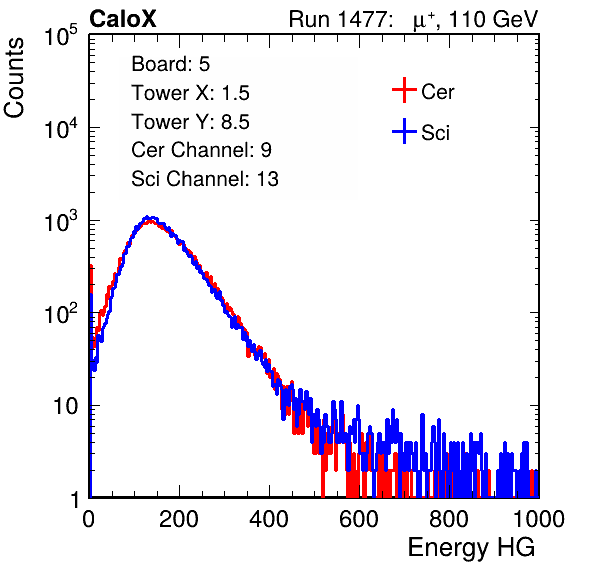 CaloX Run 1477: μ⁺, 110 GeV
Board: 5
Tower X: 1.5
Tower Y: 8.5
Cer Channel: 9
Sci Channel: 13
Cer
Sci
Counts
10⁵
10⁴
10³
10²
10
1
0 200 400 600 800 1000
Energy HG